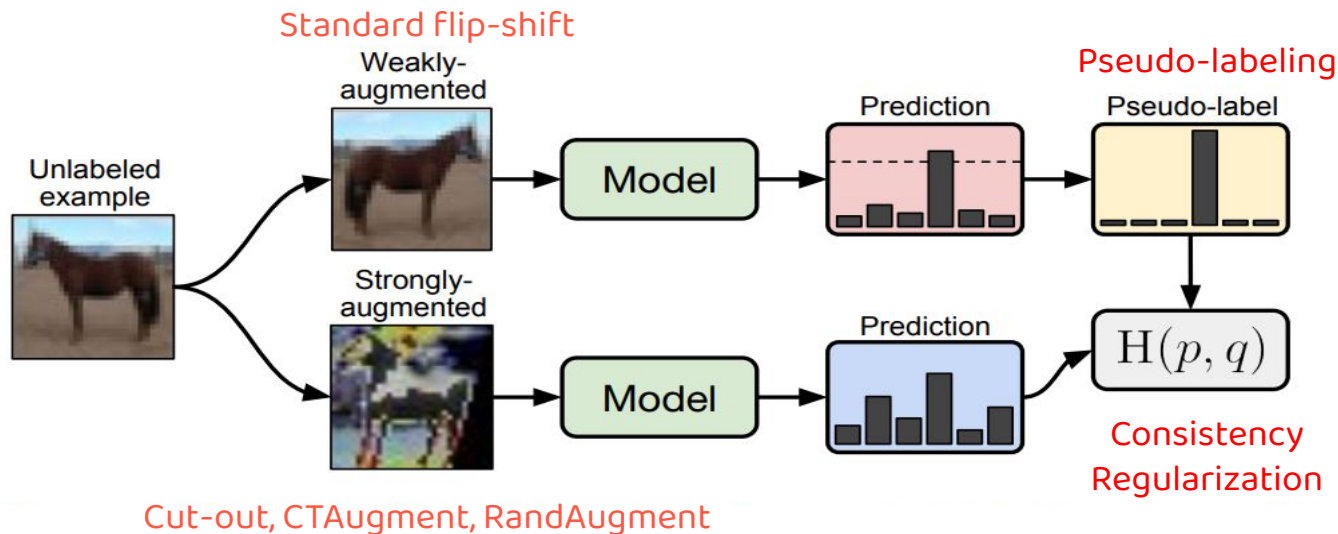 Standard flip-shift
Weakly-
augmented
Pseudo-labeling
Prediction
Pseudo-label
Unlabeled
example
Model
Strongly-
augmented
Prediction
Model
H(p, q)
Consistency
Regularization
Cut-out, CTAugment, RandAugment